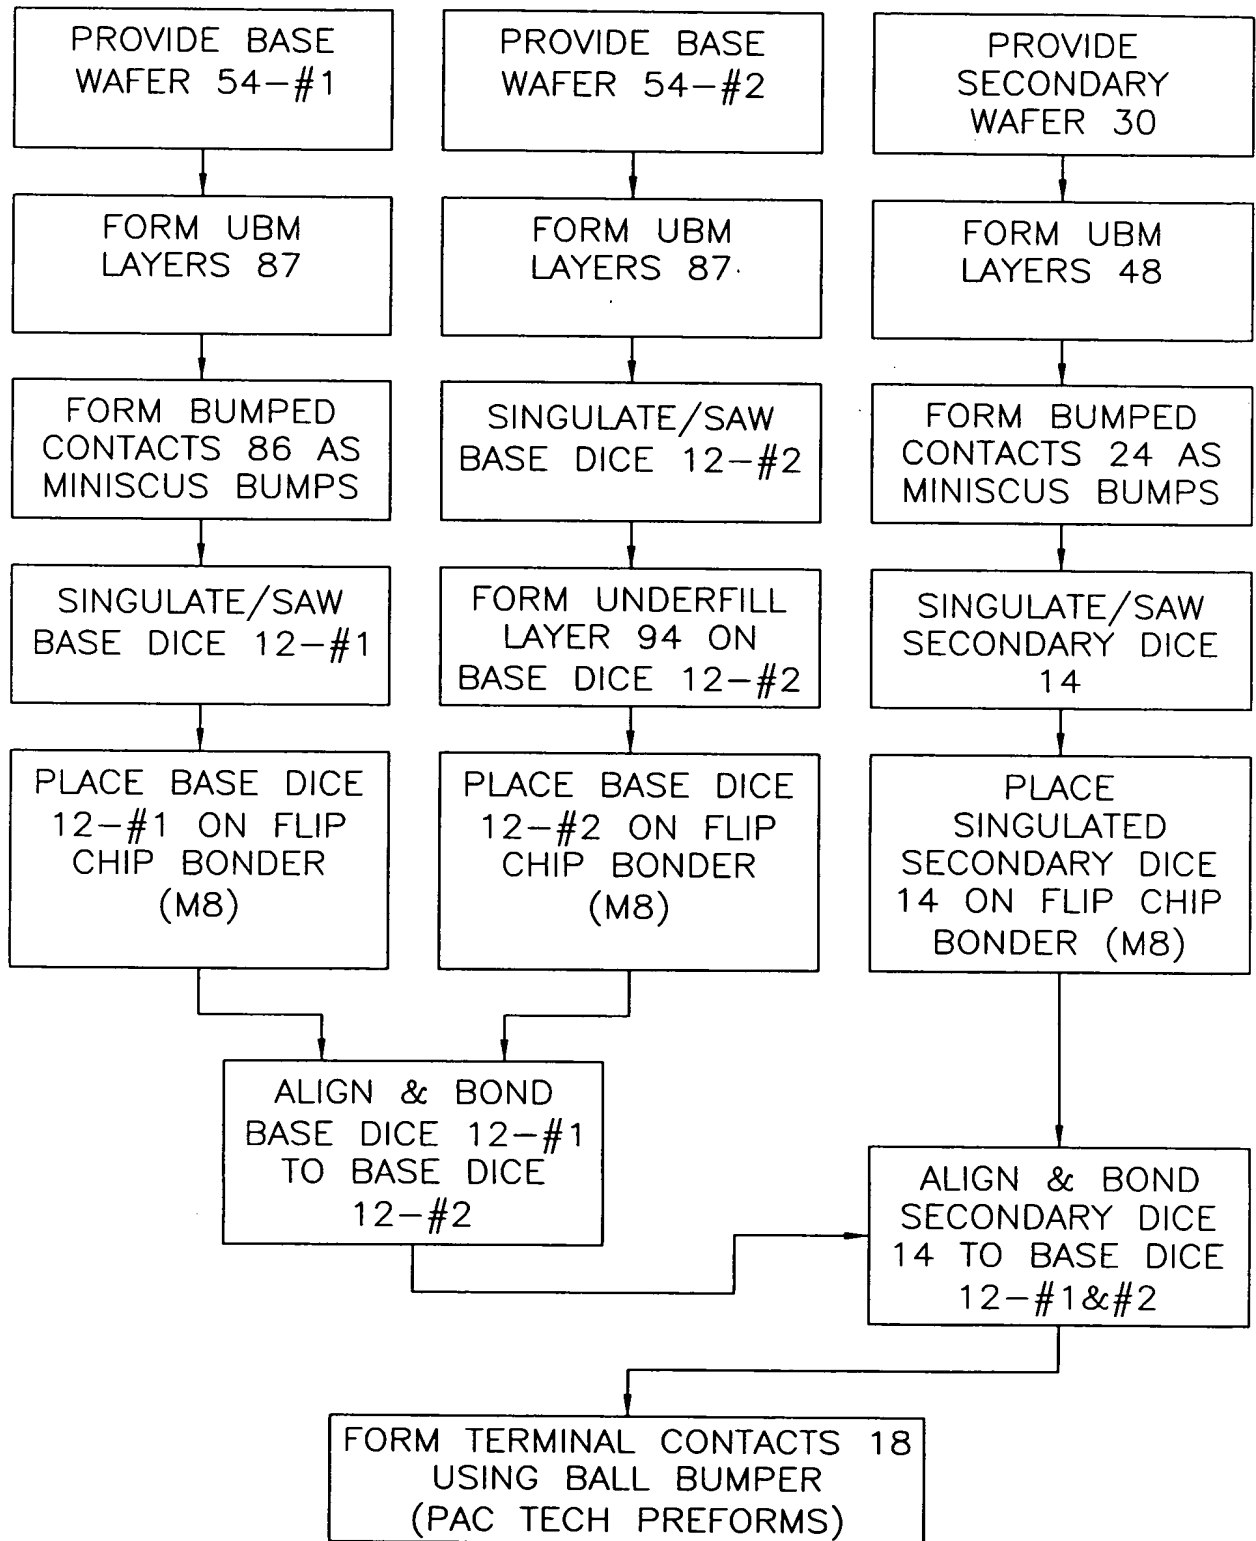 PROVIDE BASE
WAFER 54-#1
PROVIDE BASE
WAFER 54-#2
PROVIDE
SECONDARY
WAFER 30
FORM UBM
LAYERS 87
FORM UBM
LAYERS 87
FORM UBM
LAYERS 48
FORM BUMPED
CONTACTS 86 AS
MINISCUS BUMPS
SINGULATE/SAW
BASE DICE 12-#2
FORM BUMPED
CONTACTS 24 AS
MINISCUS BUMPS
SINGULATE/SAW
BASE DICE 12-#1
FORM UNDERFILL
LAYER 94 ON
BASE DICE 12-#2
SINGULATE/SAW
SECONDARY DICE
14
PLACE BASE DICE
12-#1 ON FLIP
CHIP BONDER
(M8)
PLACE BASE DICE
12-#2 ON FLIP
CHIP BONDER
(M8)
PLACE
SINGULATED
SECONDARY DICE
14 ON FLIP CHIP
BONDER (M8)
ALIGN & BOND
BASE DICE 12-#1
TO BASE DICE
12-#2
ALIGN & BOND
SECONDARY DICE
14 TO BASE DICE
12-#1&#2
FORM TERMINAL CONTACTS 18
USING BALL BUMPER
(PAC TECH PREFORMS)